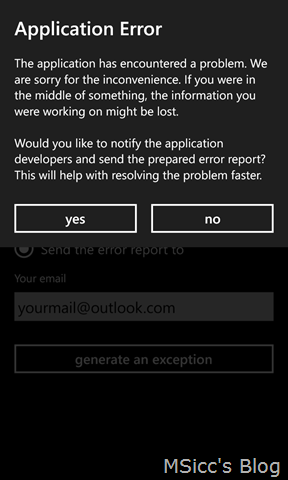 Application Error
The application has encountered a problem. We
are sorry for the inconvenience. If you were in
the middle of something, the information you
were working on might be lost.
Would you like to notify the application
developers and send the prepared error report?
This will help with resolving the problem faster.
yes no
Send the error report to
Your email
yourmail@outlook.com
generate an exception
MSicc's Blog